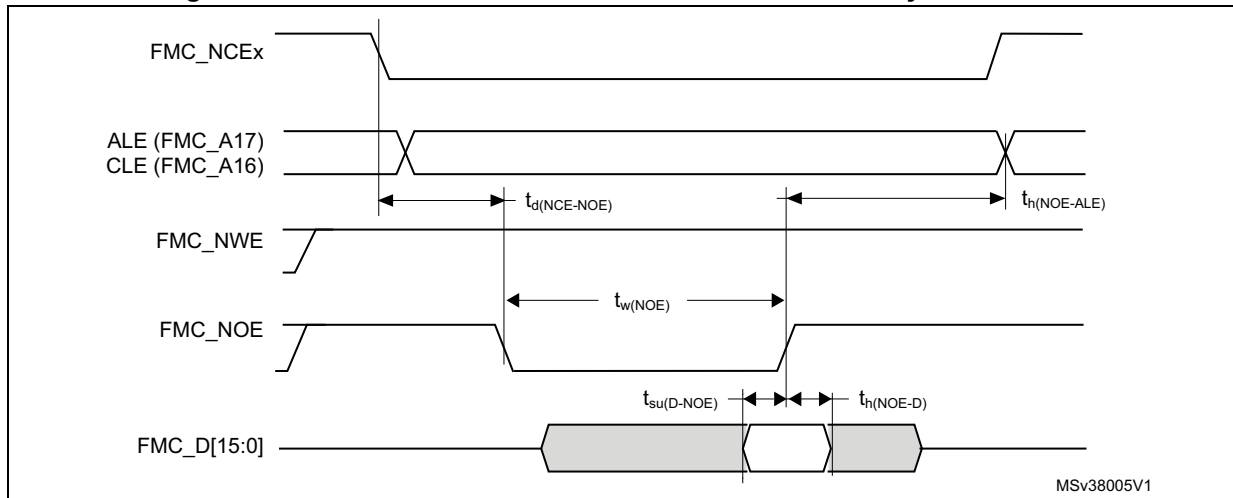 FMC_NCEx
ALE (FMC_A17)
CLE (FMC_A16)
td(NCE-NOE)
th(NOE-ALE)
FMC_NWE
tw(NOE)
FMC_NOE
tsu(D-NOE)
th(NOE-D)
FMC_D[15:0]
MSv38005V1